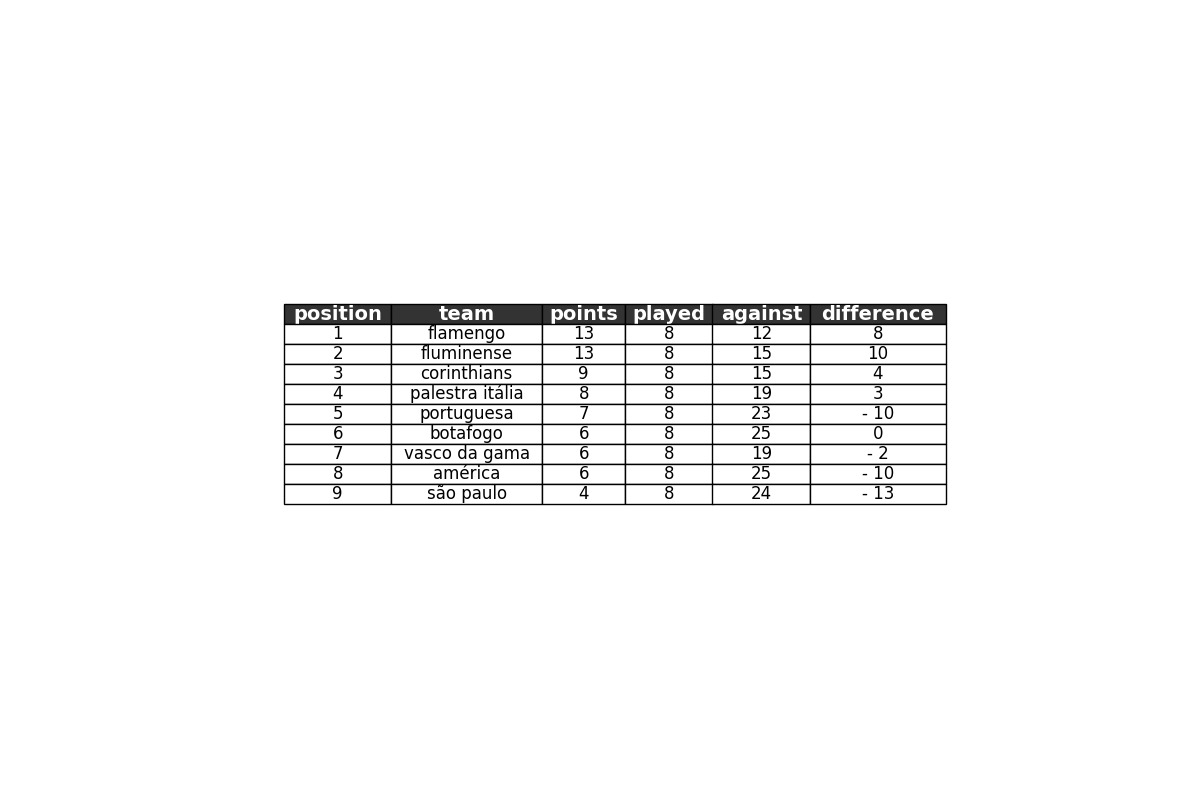 position team points played against difference
1 flamengo 13 8 12 8
2 fluminense 13 8 15 10
3 corinthians 9 8 15 4
4 palestra itália 8 8 19 3
5 portuguesa 7 8 23 - 10
6 botafogo 6 8 25 0
7 vasco da gama 6 8 19 - 2
8 américa 6 8 25 - 10
9 são paulo 4 8 24 - 13